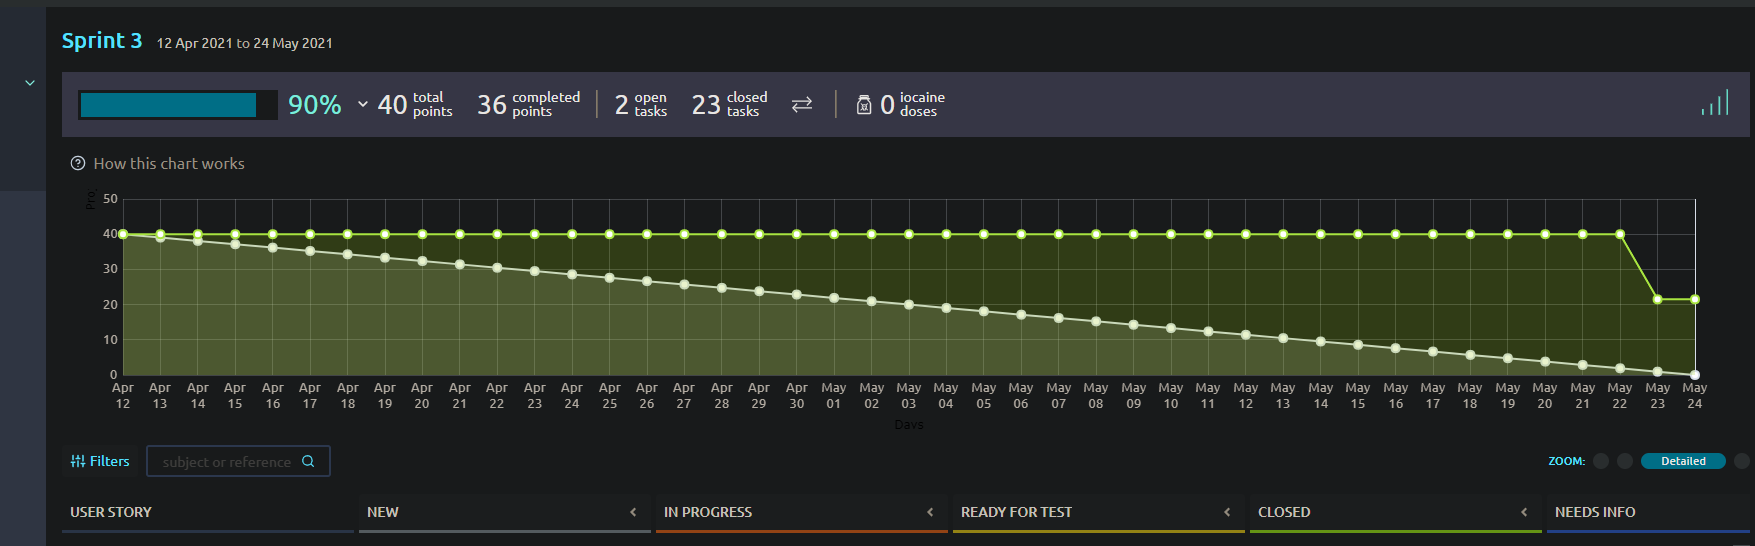 Sprint 3 12 Apr 2021 to 24 May 2021
90% 40 total points 36 completed points 2 open tasks 23 closed tasks 0 iocaine doses
How this chart works
50
40
30
20
10
0
Apr 12 Apr 13 Apr 14 Apr 15 Apr 16 Apr 17 Apr 18 Apr 19 Apr 20 Apr 21 Apr 22 Apr 23 Apr 24 Apr 25 Apr 26 Apr 27 Apr 28 Apr 29 Apr 30 May 01 May 02 May 03 May 04 May 05 May 06 May 07 May 08 May 09 May 10 May 11 May 12 May 13 May 14 May 15 May 16 May 17 May 18 May 19 May 20 May 21 May 22 May 23 May 24
Days
Filters subject or reference ZOOM: Detailed
USER STORY NEW IN PROGRESS READY FOR TEST CLOSED NEEDS INFO